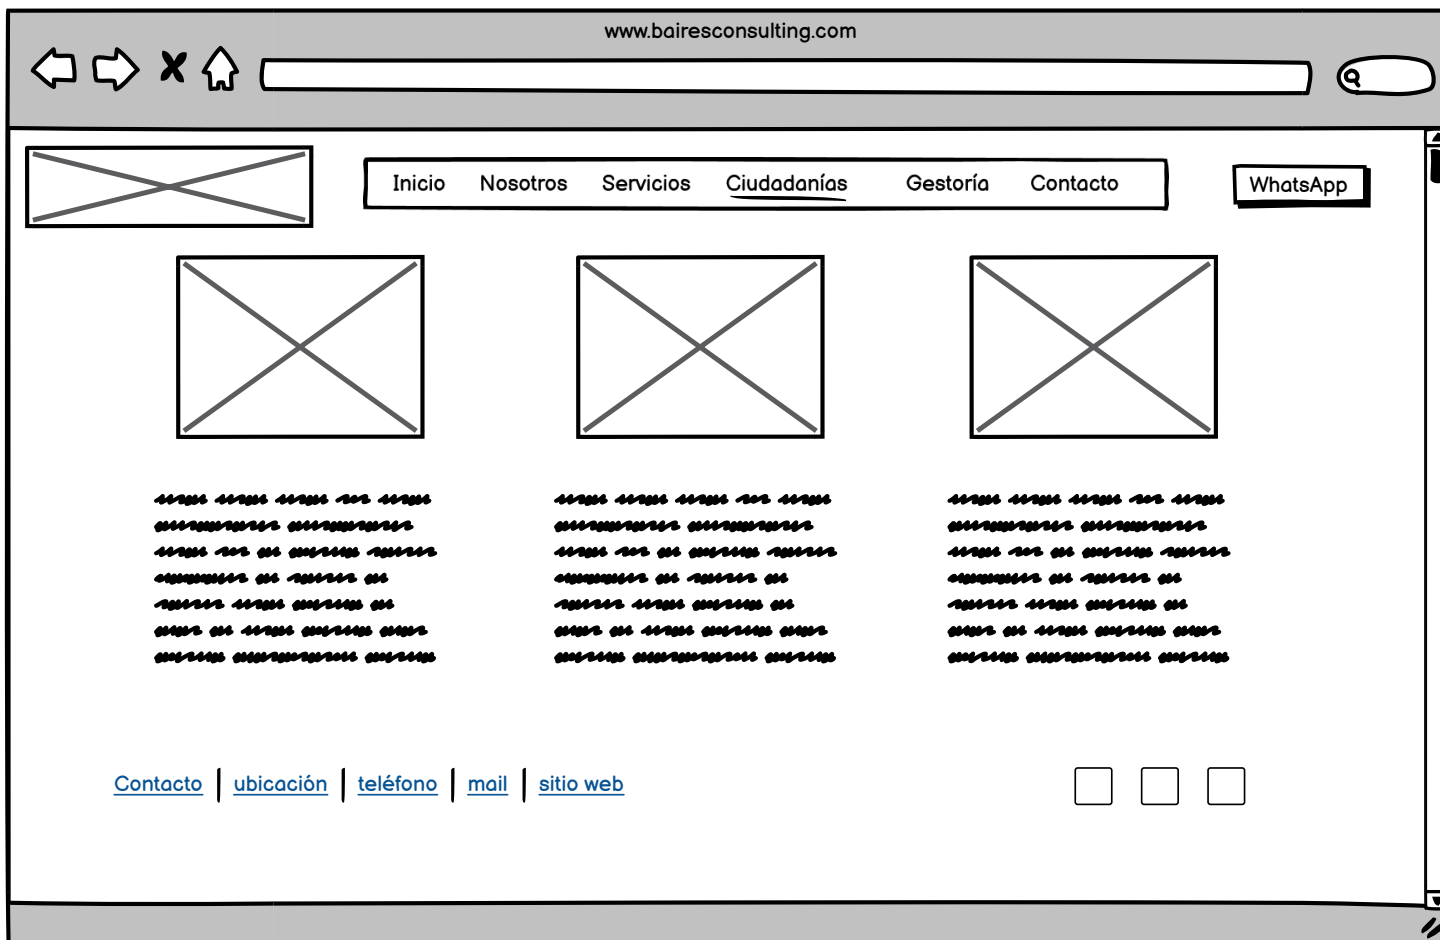 www.bairesconsulting.com
Inicio Nosotros Servicios Ciudadanías Gestoría Contacto WhatsApp
Contacto ubicación teléfono mail sitio web